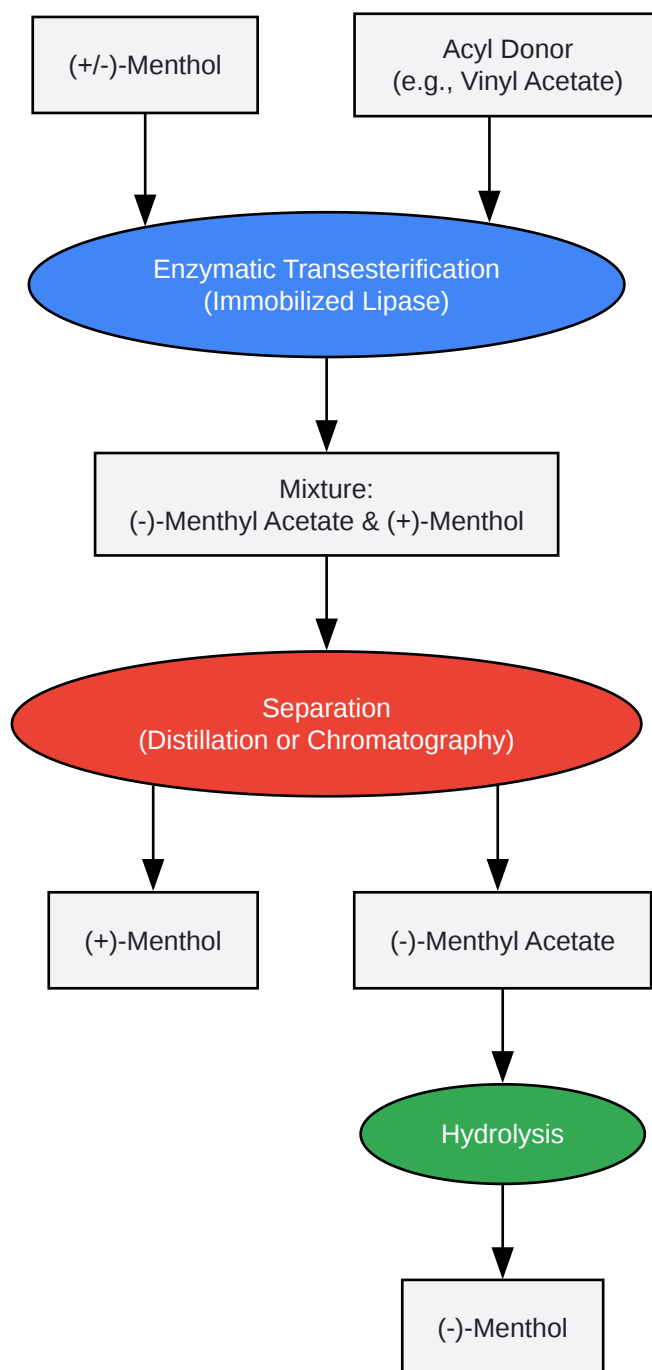 (+/-)-Menthol
Acyl Donor
(e.g., Vinyl Acetate)
Enzymatic Transesterification
(Immobilized Lipase)
Mixture:
(-)-Menthyl Acetate & (+)-Menthol
Separation
(Distillation or Chromatography)
(+)-Menthol
(-)-Menthyl Acetate
Hydrolysis
(-)-Menthol